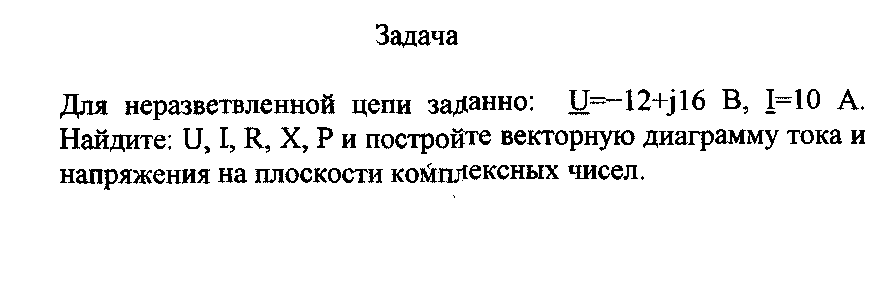 Задача
Для неразветвленной цепи заданно: U=−12+j16 В, I=10 А.
Найдите: U, I, R, X, P и постройте векторную диаграмму тока и
напряжения на плоскости комплексных чисел.